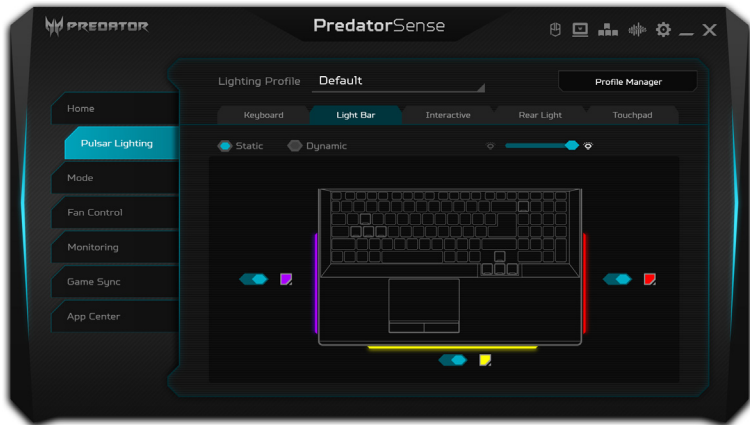 PREDATOR
PredatorSense
Lighting Profile Default
Profile Manager
Home
Pulsar Lighting
Mode
Fan Control
Monitoring
Game Sync
App Center
Keyboard Light Bar Interactive Rear Light Touchpad
Static Dynamic